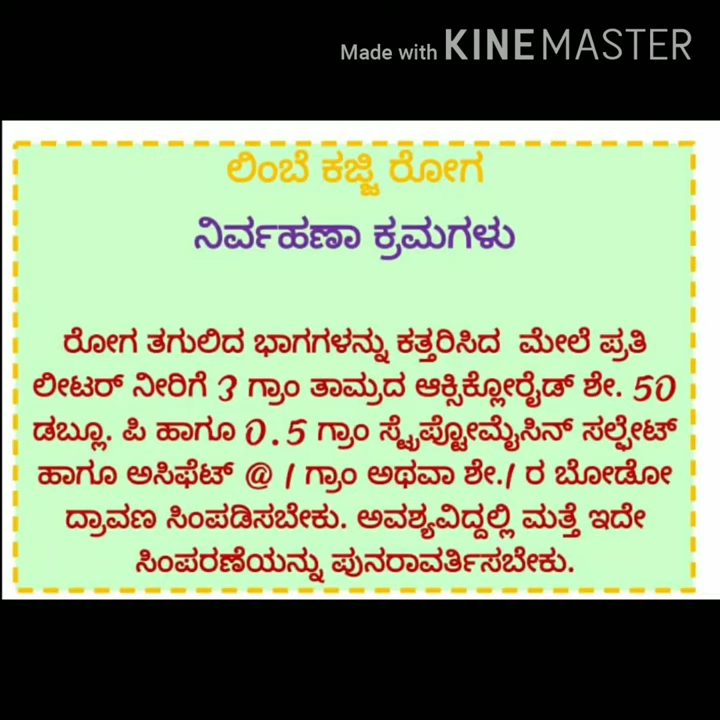 Made with KINEMASTER
ಲಿಂಬೆ ಕಜ್ಜಿ ರೋಗ
ನಿರ್ವಹಣಾ ಕ್ರಮಗಳು
ರೋಗ ತಗುಲಿದ ಭಾಗಗಳನ್ನು ಕತ್ತರಿಸಿದ ಮೇಲೆ ಪ್ರತಿ
ಲೀಟರ್ ನೀರಿಗೆ 3 ಗ್ರಾಂ ತಾಮ್ರದ ಆಕ್ಸಿಕ್ಲೋರೈಡ್ ಶೇ. 50
ಡಬ್ಲೂ. ಪಿ ಹಾಗೂ 0.5 ಗ್ರಾಂ ಸ್ಟ್ರೆಪ್ಟೋಮೈಸಿನ್ ಸಲ್ಫೇಟ್
ಹಾಗೂ ಅಸಿಫೆಟ್ @ 1 ಗ್ರಾಂ ಅಥವಾ ಶೇ.1 ರ ಬೋರ್ಡೋ
ದ್ರಾವಣ ಸಿಂಪಡಿಸಬೇಕು. ಅವಶ್ಯವಿದ್ದಲ್ಲಿ ಮತ್ತೆ ಇದೇ
ಸಿಂಪರಣೆಯನ್ನು ಪುನರಾವರ್ತಿಸಬೇಕು.